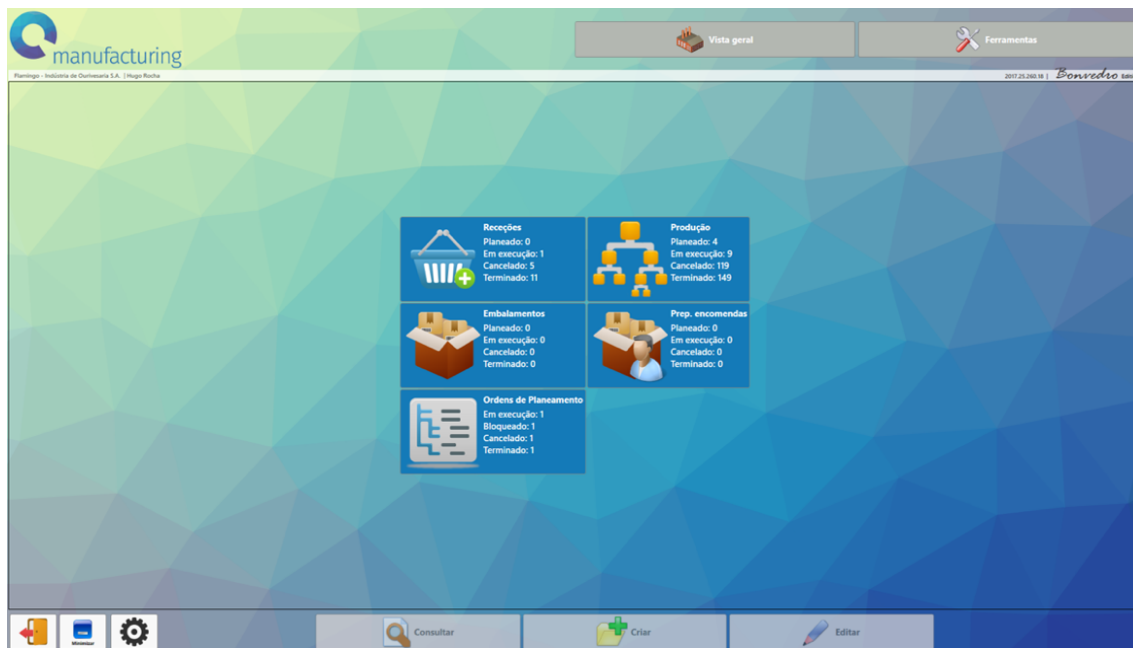 manufacturing
Vista geral
Ferramentas
Flamingo - Indústria de Ourivesaria S.A. | Hugo Rocha
2017.25.260.18 | Bonvedro
Receções
Planeado: 0
Em execução: 1
Cancelado: 5
Terminado: 11
Produção
Planeado: 4
Em execução: 9
Cancelado: 119
Terminado: 149
Embalamentos
Planeado: 0
Em execução: 0
Cancelado: 0
Terminado: 0
Prep. encomendas
Planeado: 0
Em execução: 0
Cancelado: 0
Terminado: 0
Ordens de Planeamento
Em execução: 1
Bloqueado: 1
Cancelado: 1
Terminado: 1
Minimizar
Consultar
Criar
Editar